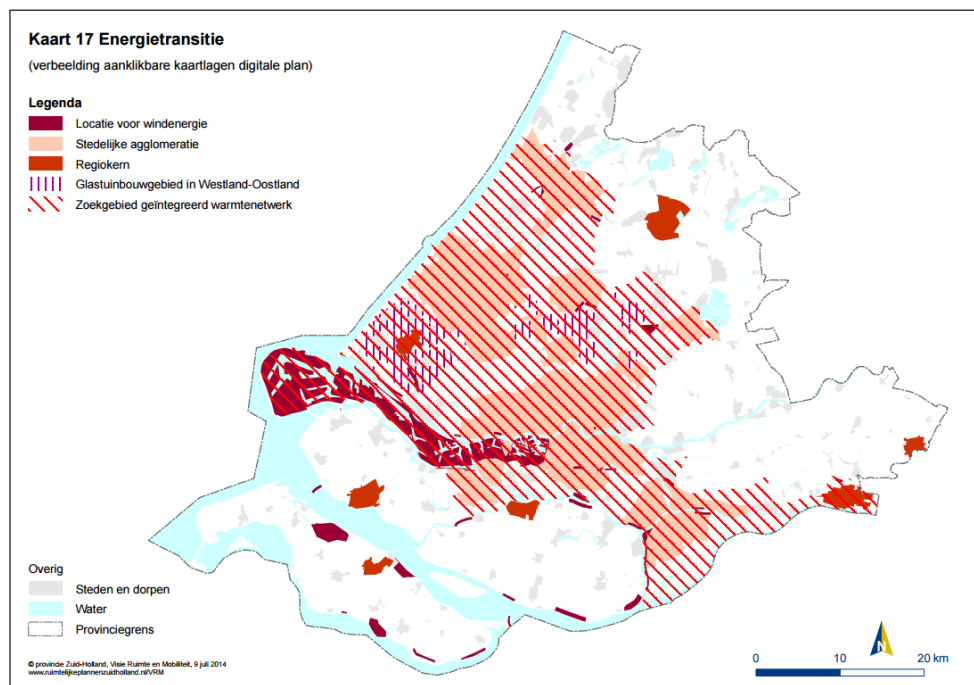 Kaart 17 Energietransitie
(verbeelding aanklikbare kaartlagen digitale plan)
Legenda
Locatie voor windenergie
Stedelijke agglomeratie
Regiokern
Glastuinbouwgebied in Westland-Oostland
Zoekgebied geïntegreerd warmtenetwerk
Overig
Steden en dorpen
Water
Provinciegrens
© provincie Zuid-Holland, Visie Ruimte en Mobiliteit, 9 juli 2014
www.ruimtelijkeplannenzuidholland.nl/VRM
N
0 10 20 km